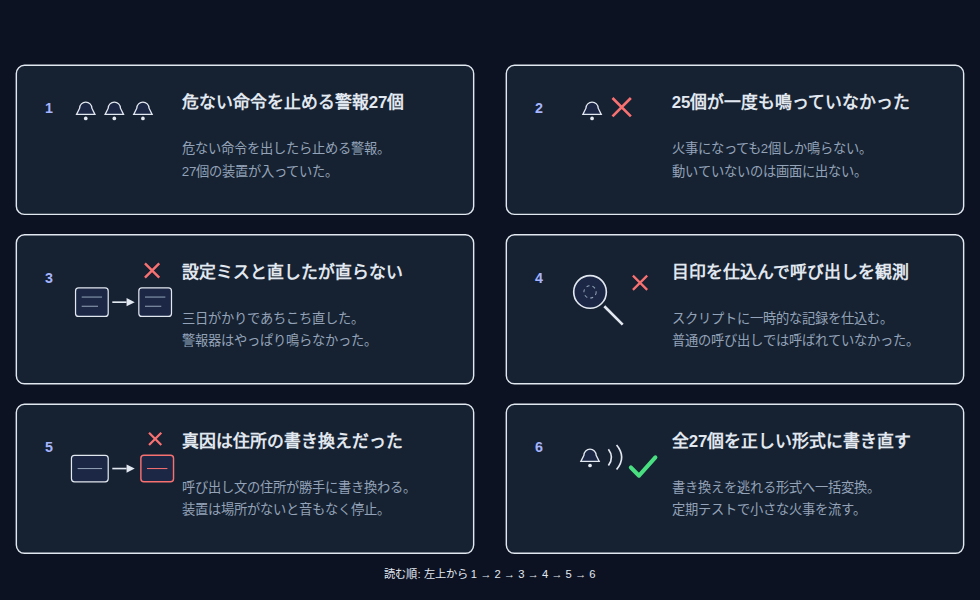 1
危ない命令を止める警報27個
危ない命令を出したら止める警報。
27個の装置が入っていた。
2
25個が一度も鳴っていなかった
火事になっても2個しか鳴らない。
動いていないのは画面に出ない。
3
設定ミスと直したが直らない
三日がかりであちこち直した。
警報器はやっぱり鳴らなかった。
4
目印を仕込んで呼び出しを観測
スクリプトに一時的な記録を仕込む。
普通の呼び出しでは呼ばれていなかった。
5
真因は住所の書き換えだった
呼び出し文の住所が勝手に書き換わる。
装置は場所がないと音もなく停止。
6
全27個を正しい形式に書き直す
書き換えを逃れる形式へ一括変換。
定期テストで小さな火事を流す。
読む順: 左上から 1 → 2 → 3 → 4 → 5 → 6